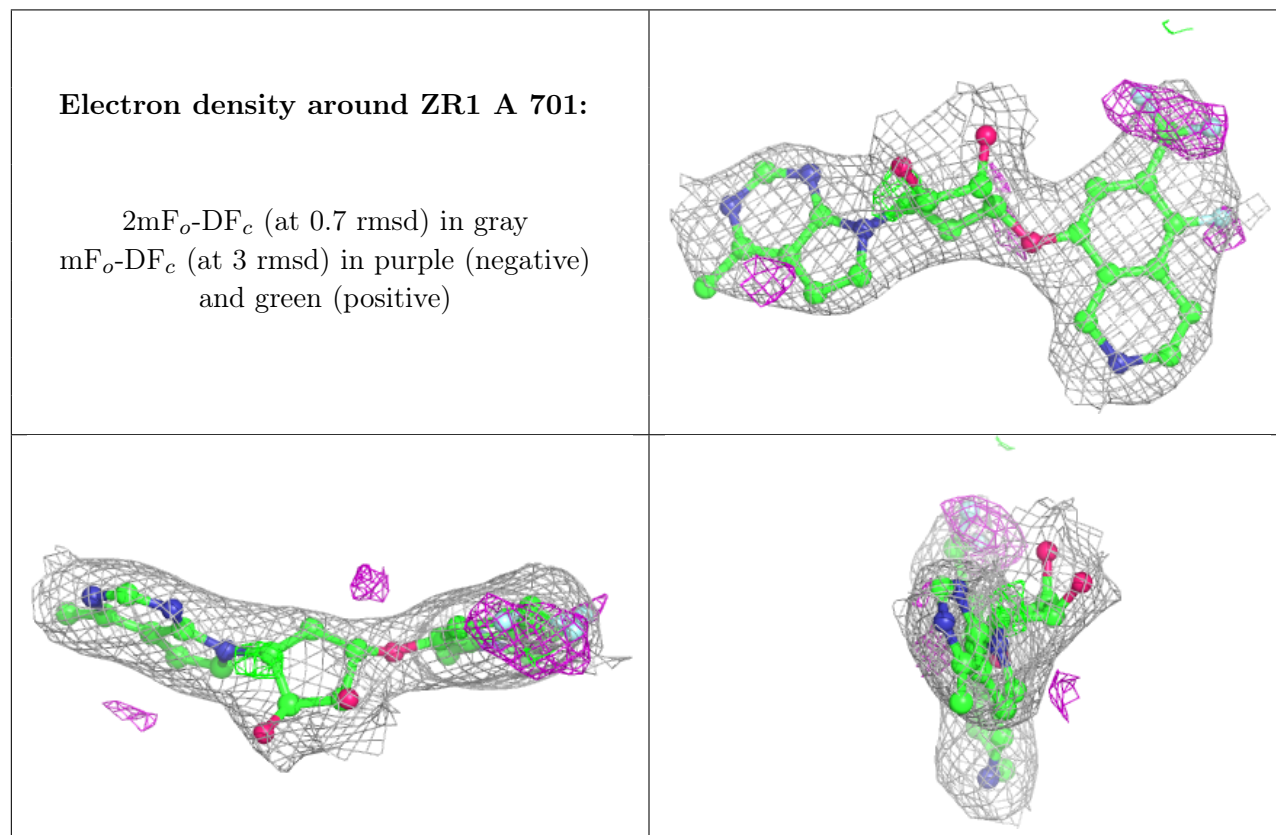 Electron density around ZR1 A 701:
2mFₒ-DF𝒸 (at 0.7 rmsd) in gray
mFₒ-DF𝒸 (at 3 rmsd) in purple (negative)
and green (positive)